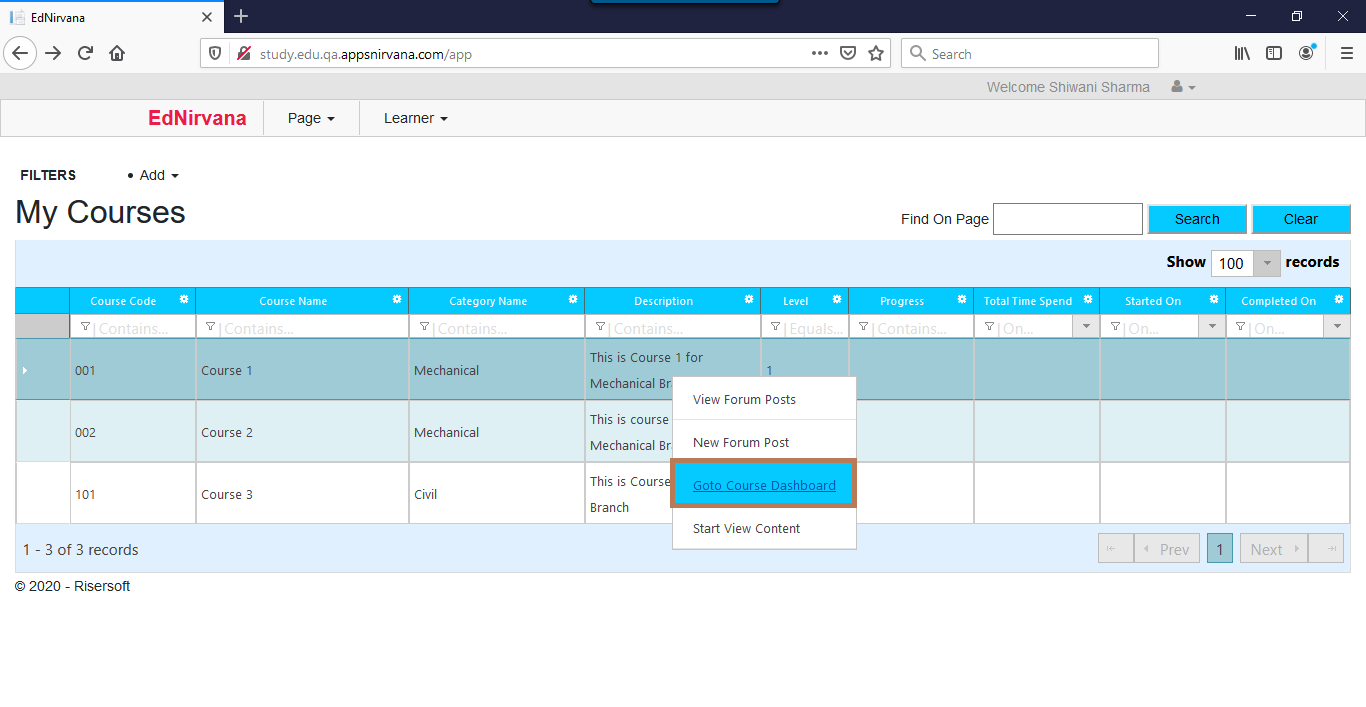 EdNirvana
study.edu.qa.appsnirvana.com/app
Search
Welcome Shiwani Sharma
EdNirvana
Page
Learner
FILTERS
• Add
My Courses
Find On Page
Search
Clear
Show 100 records
Course Code Course Name Category Name Description Level Progress Total Time Spend Started On Completed On
Contains... Contains... Contains... Contains... Equals... Contains... On... On... On...
001 Course 1 Mechanical This is Course 1 for 1
Mechanical Br
002 Course 2 Mechanical This is course
Mechanical Br
101 Course 3 Civil This is Course
Branch
View Forum Posts
New Forum Post
Goto Course Dashboard
Start View Content
1 - 3 of 3 records
Prev 1 Next
© 2020 - Risersoft